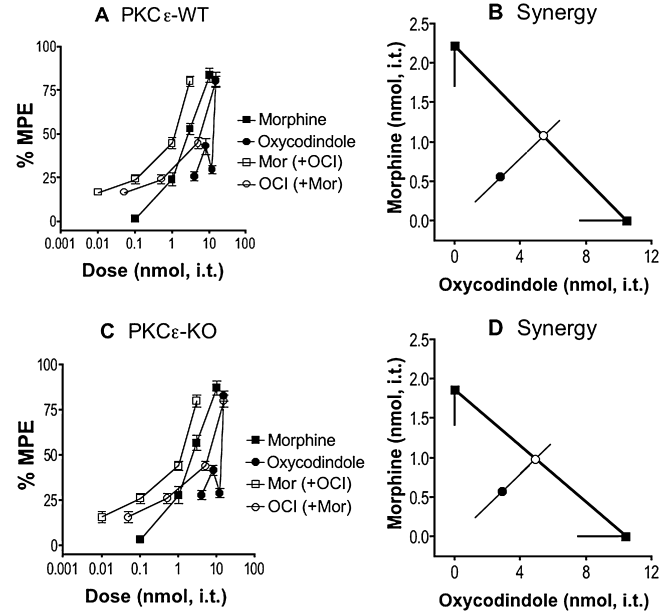 A PKCε-WT
100
75
50
25
0
% MPE
0.001 0.01 0.1 1 10 100
Dose (nmol, i.t.)
Morphine
Oxycodindole
Mor (+OCI)
OCI (+Mor)
B Synergy
2.5
2.0
1.5
1.0
0.5
0.0
Morphine (nmol, i.t.)
0 4 8 12
Oxycodindole (nmol, i.t.)
C PKCε-KO
100
75
50
25
0
% MPE
0.001 0.01 0.1 1 10 100
Dose (nmol, i.t.)
Morphine
Oxycodindole
Mor (+OCI)
OCI (+Mor)
D Synergy
2.5
2.0
1.5
1.0
0.5
0.0
Morphine (nmol, i.t.)
0 4 8 12
Oxycodindole (nmol, i.t.)